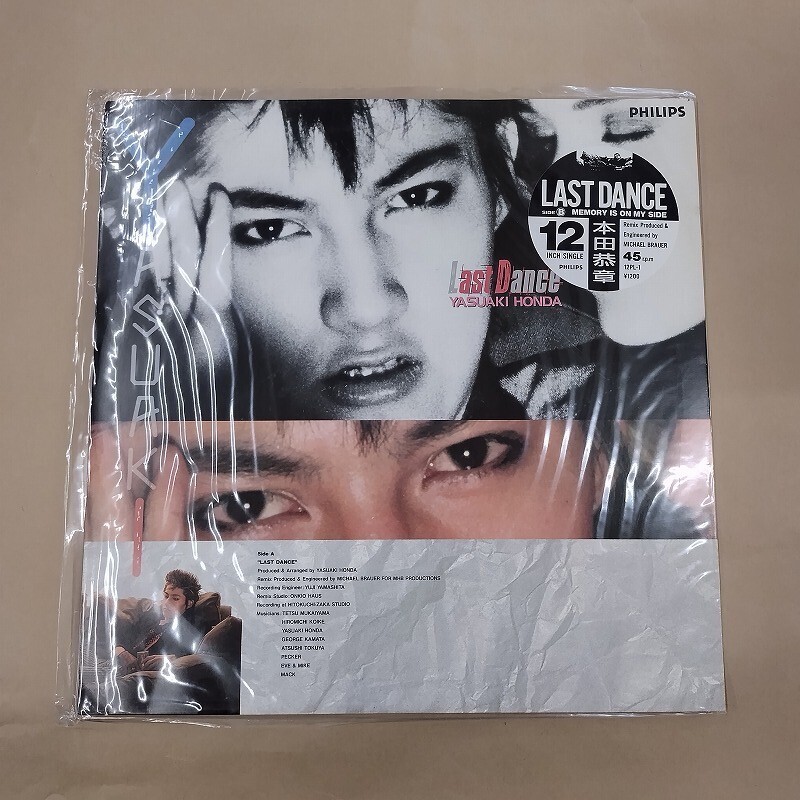 PHILIPS
LAST DANCE
SIDE B MEMORY IS ON MY SIDE
12
INCH SINGLE
PHILIPS
本田恭章
Remix Produced &
Engineered by
MICHAEL BRAUER
45 r.p.m
12PL-1
¥1200
Last Dance
YASUAKI HONDA
YASUAKI
Side A
"LAST DANCE"
Produced & Arranged by YASUAKI HONDA
Remix Produced & Engineered by MICHAEL BRAUER FOR MHB PRODUCTIONS
Recording Engineer: YUJI YAMASHITA
Remix Studio: ONKIO HAUS
Recording at HITOKUCHI-ZAKA STUDIO
Musicians: TETSU MUKAIYAMA
HIROMICHI KOIKE
YASUAKI HONDA
GEORGE KAMATA
ATSUSHI TOKUYA
PECKER
EVE & MIKE
MACK